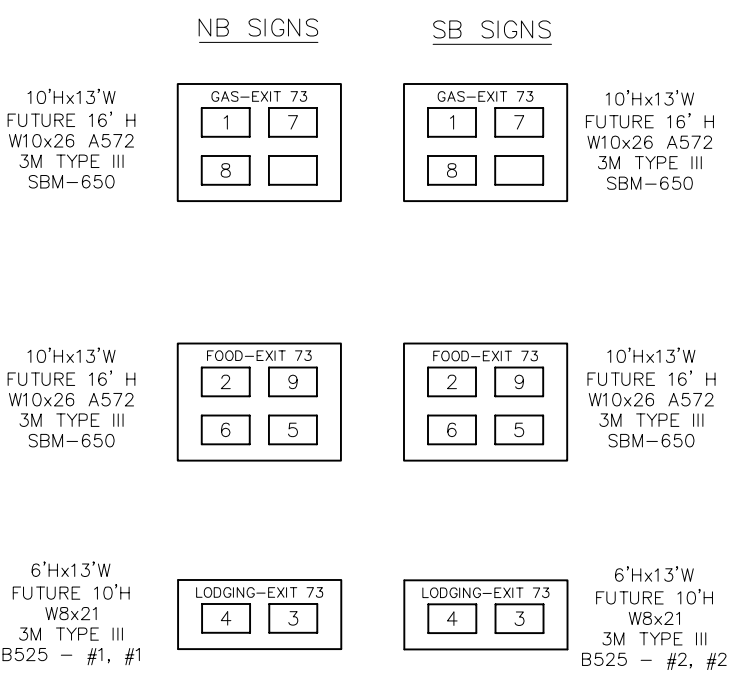 NB SIGNS
SB SIGNS
10'Hx13'W
FUTURE 16' H
W10x26 A572
3M TYPE III
SBM-650
GAS-EXIT 73
1 7
8
GAS-EXIT 73
1 7
8
10'Hx13'W
FUTURE 16' H
W10x26 A572
3M TYPE III
SBM-650
10'Hx13'W
FUTURE 16' H
W10x26 A572
3M TYPE III
SBM-650
FOOD-EXIT 73
2 9
6 5
FOOD-EXIT 73
2 9
6 5
10'Hx13'W
FUTURE 16' H
W10x26 A572
3M TYPE III
SBM-650
6'Hx13'W
FUTURE 10'H
W8x21
3M TYPE III
B525 - #1, #1
LODGING-EXIT 73
4 3
LODGING-EXIT 73
4 3
6'Hx13'W
FUTURE 10'H
W8x21
3M TYPE III
B525 - #2, #2